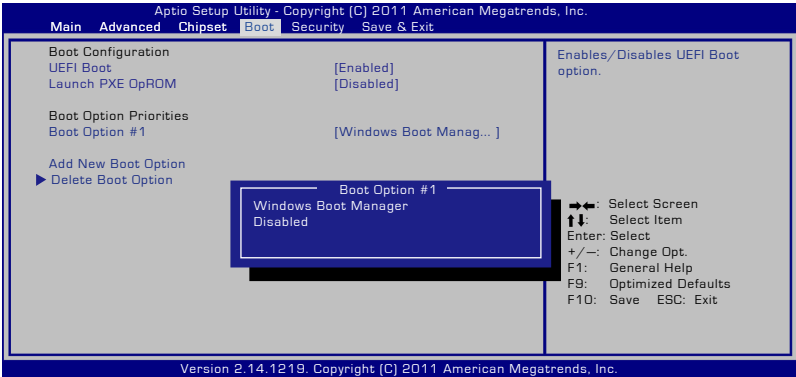 Aptio Setup Utility - Copyright (C) 2011 American Megatrends, Inc.
Main Advanced Chipset Boot Security Save & Exit
Boot Configuration
UEFI Boot [Enabled]
Launch PXE OpROM [Disabled]
Boot Option Priorities
Boot Option #1 [Windows Boot Manag... ]
Add New Boot Option
Delete Boot Option
Boot Option #1
Windows Boot Manager
Disabled
Enables/Disables UEFI Boot
option.
→←: Select Screen
↑↓: Select Item
Enter: Select
+/—: Change Opt.
F1: General Help
F9: Optimized Defaults
F10: Save ESC: Exit
Version 2.14.1219. Copyright (C) 2011 American Megatrends, Inc.